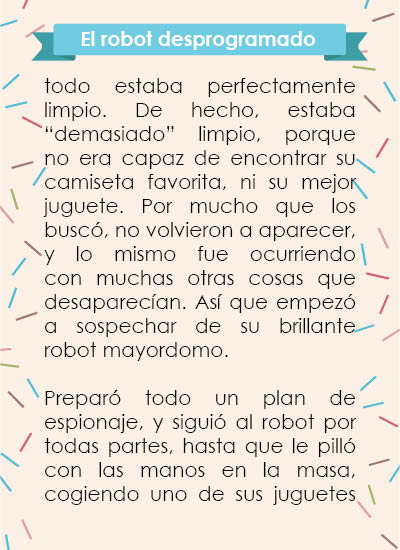 El robot desprogramado
todo estaba perfectamente
limpio. De hecho, estaba
“demasiado” limpio, porque
no era capaz de encontrar su
camiseta favorita, ni su mejor
juguete. Por mucho que los
buscó, no volvieron a aparecer,
y lo mismo fue ocurriendo
con muchas otras cosas que
desaparecían. Así que empezó
a sospechar de su brillante
robot mayordomo.
Preparó todo un plan de
espionaje, y siguió al robot por
todas partes, hasta que le pilló
con las manos en la masa,
cogiendo uno de sus juguetes